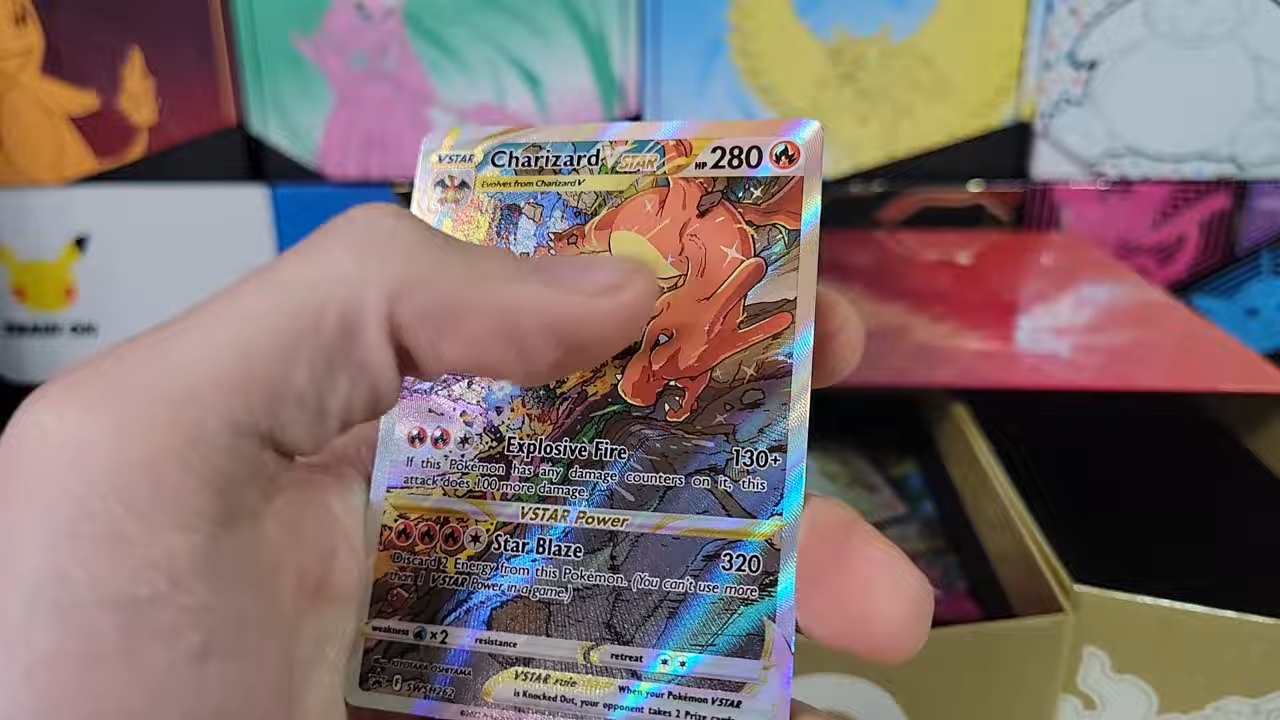 VSTAR Charizard VSTAR HP 280
Evolves from Charizard V
Explosive Fire 130+
If this Pokémon has any damage counters on it, this
attack does 100 more damage.
VSTAR Power
Star Blaze 320
Discard 2 Energy from this Pokémon. (You can't use more
than 1 VSTAR Power in a game.)
weakness ×2 resistance retreat
Illus. KIYOTAKA OSHIYAMA
F SWSH262
VSTAR rule When your Pokémon VSTAR
is Knocked Out, your opponent takes 2 Prize cards
TRAIN ON